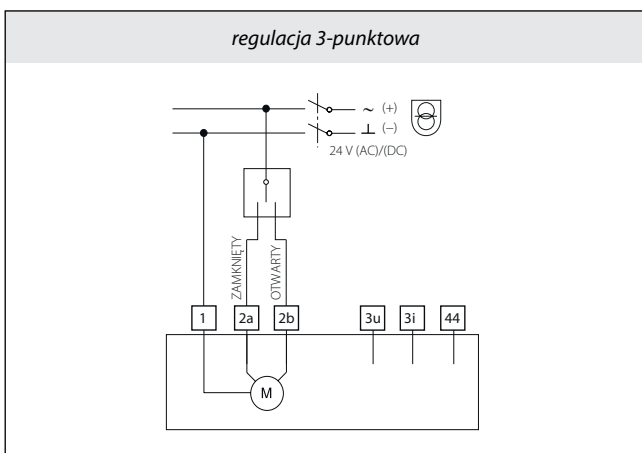 regulacja 3-punktowa
~ (+)
⊥ (−)
24 V (AC)/(DC)
ZAMKNIĘTY
OTWARTY
1 2a 2b 3u 3i 44
M